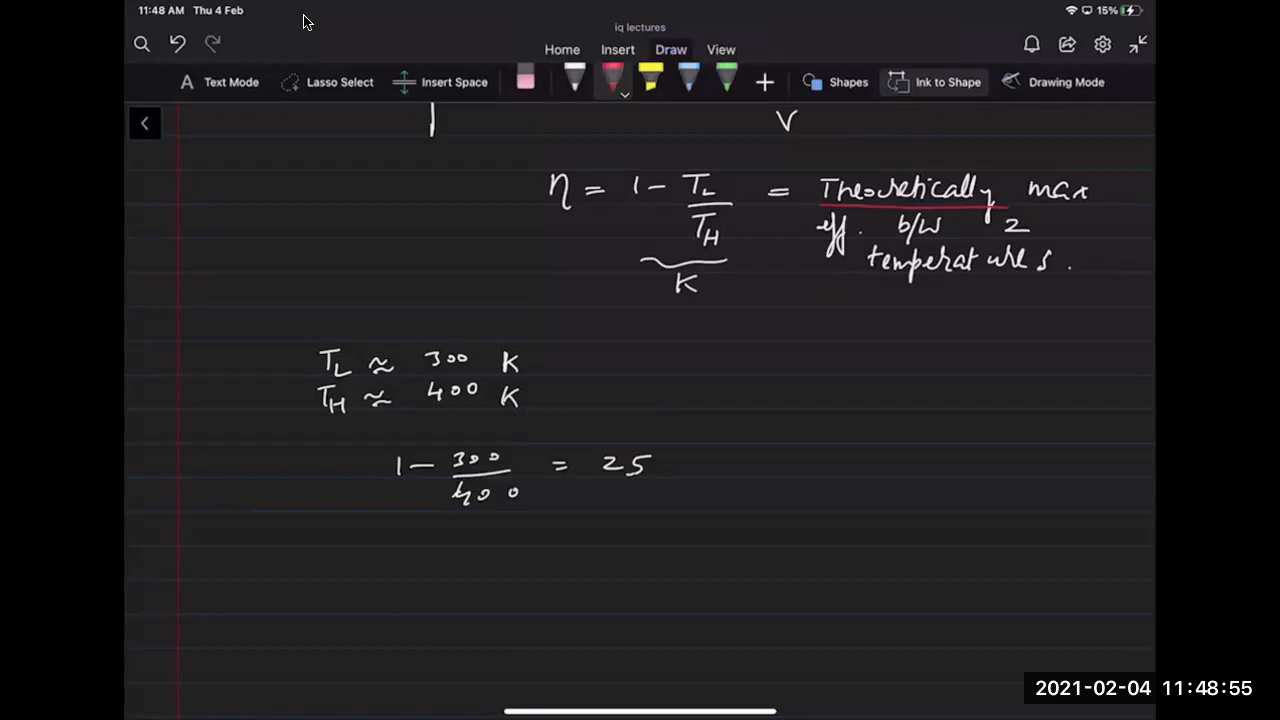 11:48 AM Thu 4 Feb
15%
iq lectures
Home Insert Draw View
Text Mode Lasso Select Insert Space Shapes Ink to Shape Drawing Mode
V
η = 1 - T_L / T_H = Theoretically max
eff. b/w 2
temperatures.
K
T_L ≈ 300 K
T_H ≈ 400 K
1 - 300 / 400 = 25
2021-02-04 11:48:55